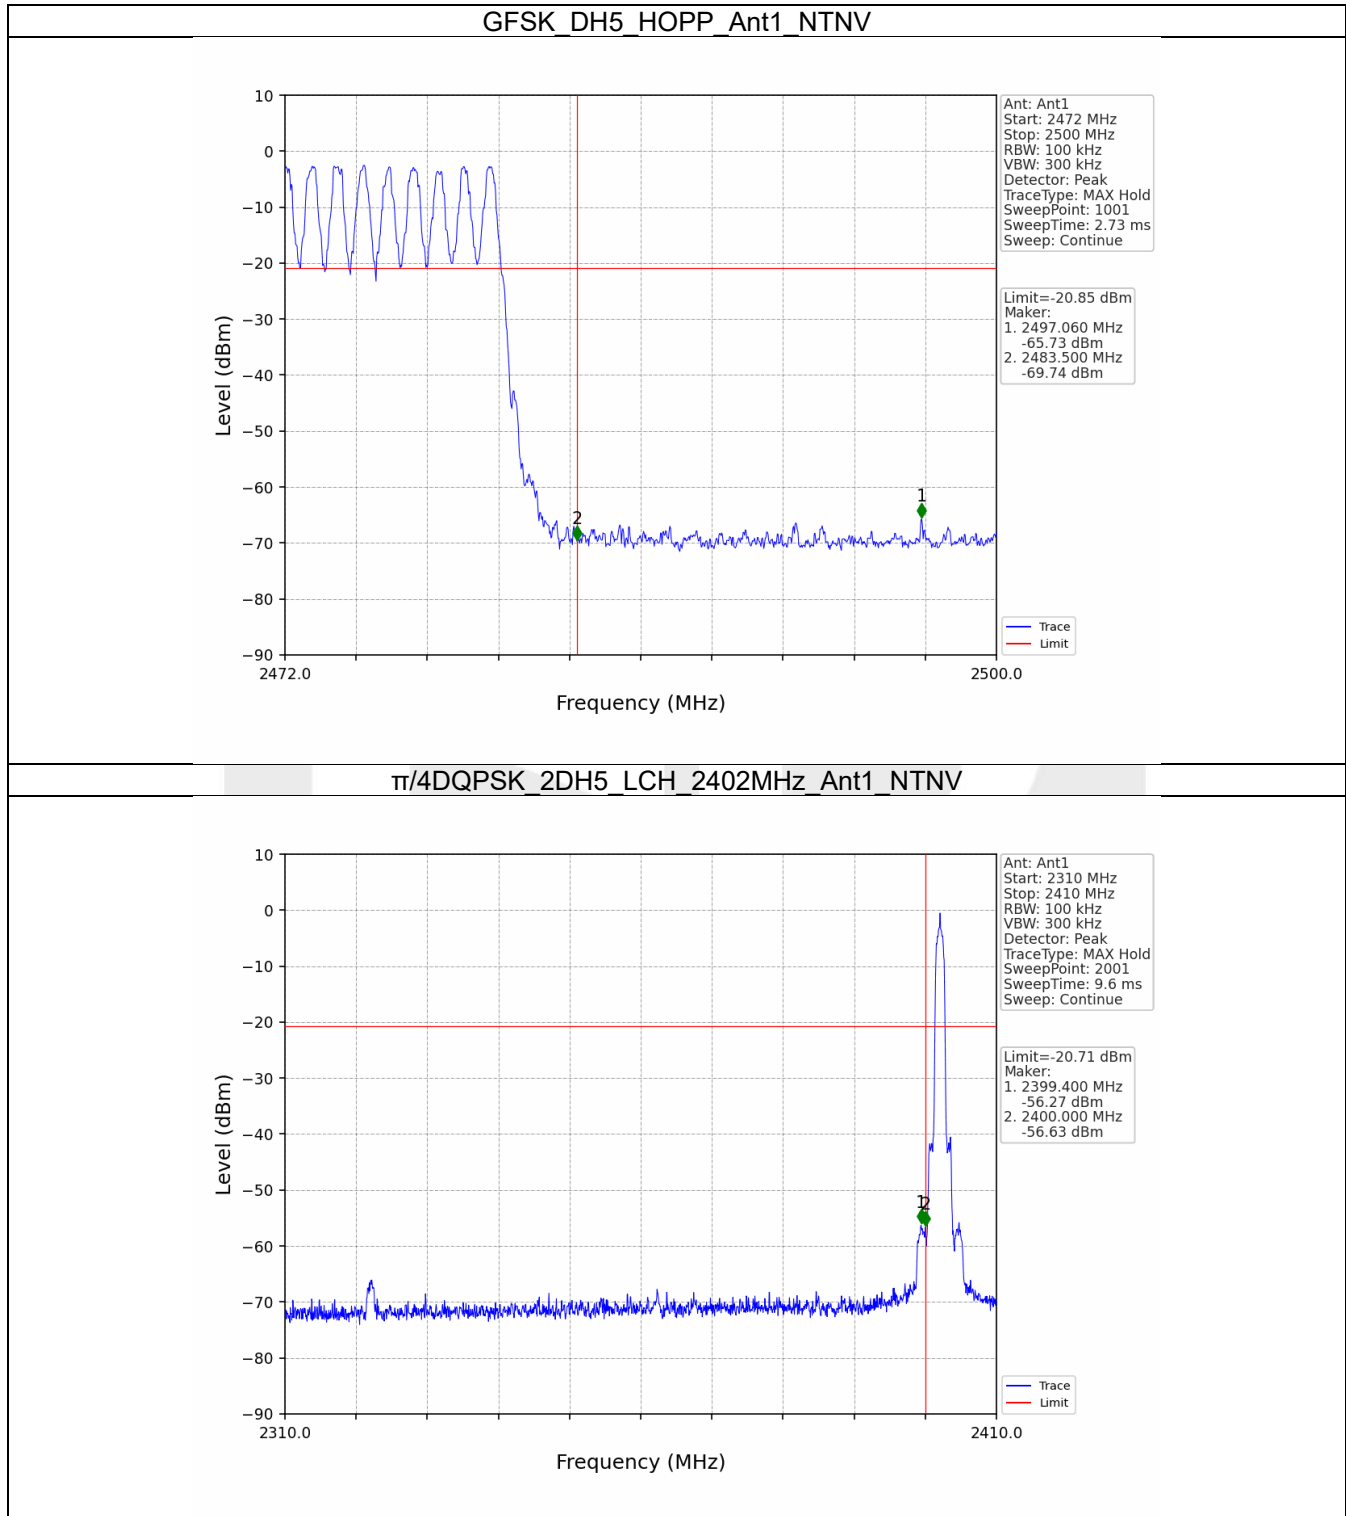 GFSK_DH5_HOPP_Ant1_NTNV
10
0
−10
−20
−30
−40
−50
−60
−70
−80
−90
Level (dBm)
2472.0
2500.0
Frequency (MHz)
1
2
Ant: Ant1
Start: 2472 MHz
Stop: 2500 MHz
RBW: 100 kHz
VBW: 300 kHz
Detector: Peak
TraceType: MAX Hold
SweepPoint: 1001
SweepTime: 2.73 ms
Sweep: Continue
Limit=-20.85 dBm
Maker:
1. 2497.060 MHz
-65.73 dBm
2. 2483.500 MHz
-69.74 dBm
Trace
Limit
π/4DQPSK_2DH5_LCH_2402MHz_Ant1_NTNV
10
0
−10
−20
−30
−40
−50
−60
−70
−80
−90
Level (dBm)
2310.0
2410.0
Frequency (MHz)
1
2
Ant: Ant1
Start: 2310 MHz
Stop: 2410 MHz
RBW: 100 kHz
VBW: 300 kHz
Detector: Peak
TraceType: MAX Hold
SweepPoint: 2001
SweepTime: 9.6 ms
Sweep: Continue
Limit=-20.71 dBm
Maker:
1. 2399.400 MHz
-56.27 dBm
2. 2400.000 MHz
-56.63 dBm
Trace
Limit